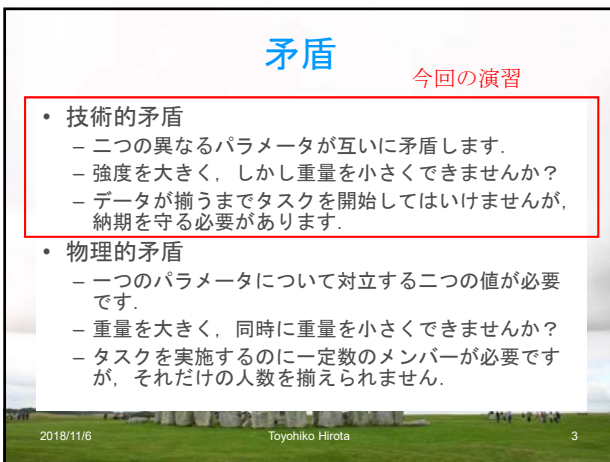 矛盾
今回の演習
• 技術的矛盾
– 二つの異なるパラメータが互いに矛盾します.
– 強度を大きく，しかし重量を小さくできませんか？
– データが揃うまでタスクを開始してはいけませんが，
納期を守る必要があります.
• 物理的矛盾
– 一つのパラメータについて対立する二つの値が必要
です.
– 重量を大きく，同時に重量を小さくできませんか？
– タスクを実施するのに一定数のメンバーが必要です
が，それだけの人数を揃えられません.
2018/11/6
Toyohiko Hirota
3